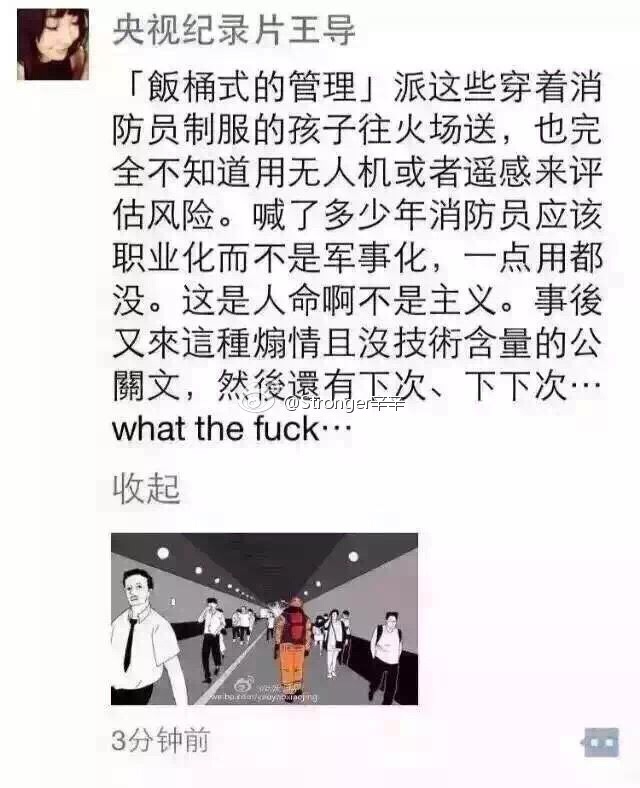 央视纪录片王导
「飯桶式的管理」派这些穿着消
防员制服的孩子往火场送，也完
全不知道用无人机或者遥感来评
估风险。喊了多少年消防员应该
职业化而不是军事化，一点用都
没。这是人命啊不是主义。事後
又來這種煽情且沒技術含量的公
關文，然後還有下次、下下次…
@Stronger辛辛
what the fuck…
收起
3分钟前